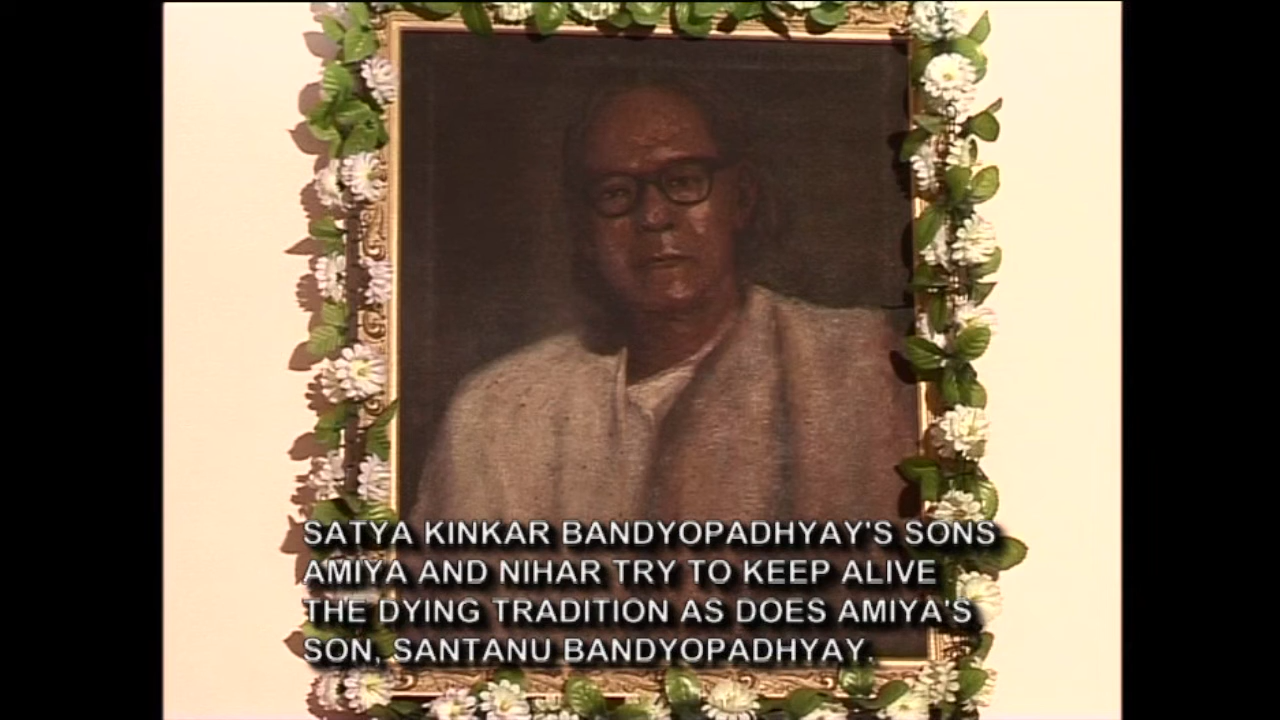 SATYA KINKAR BANDYOPADHYAY'S SONS
AMIYA AND NIHAR TRY TO KEEP ALIVE
THE DYING TRADITION AS DOES AMIYA'S
SON, SANTANU BANDYOPADHYAY.